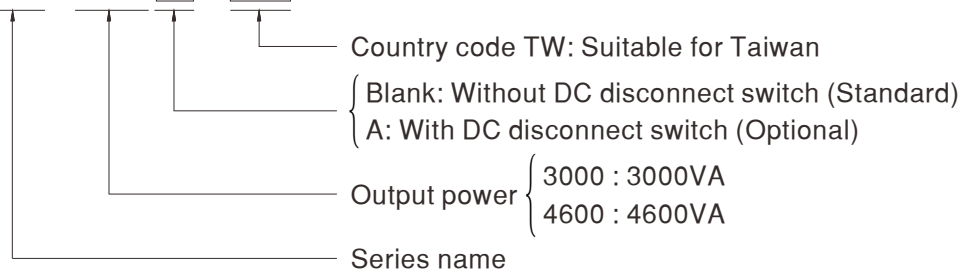 Country code TW: Suitable for Taiwan
Blank: Without DC disconnect switch (Standard)
A: With DC disconnect switch (Optional)
Output power
3000 : 3000VA
4600 : 4600VA
Series name